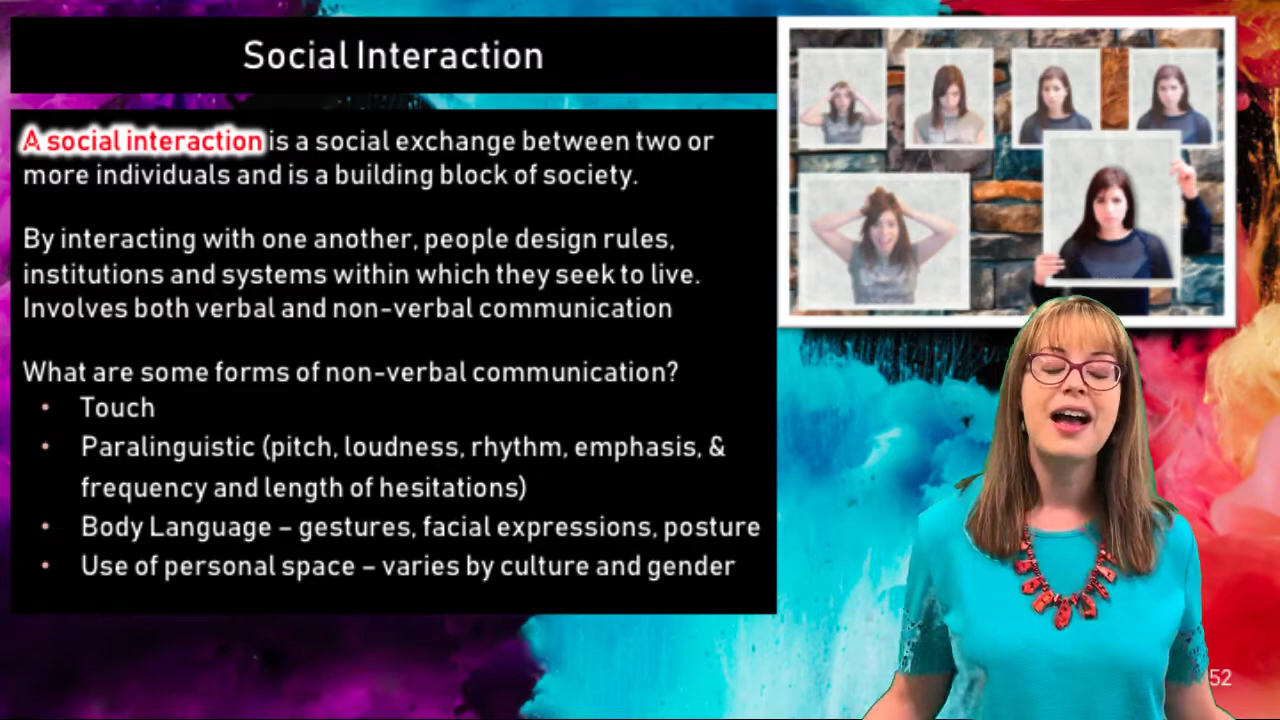 Social Interaction
A social interaction is a social exchange between two or
more individuals and is a building block of society.
By interacting with one another, people design rules,
institutions and systems within which they seek to live.
Involves both verbal and non-verbal communication
What are some forms of non-verbal communication?
• Touch
• Paralinguistic (pitch, loudness, rhythm, emphasis, &
frequency and length of hesitations)
• Body Language – gestures, facial expressions, posture
• Use of personal space – varies by culture and gender
52